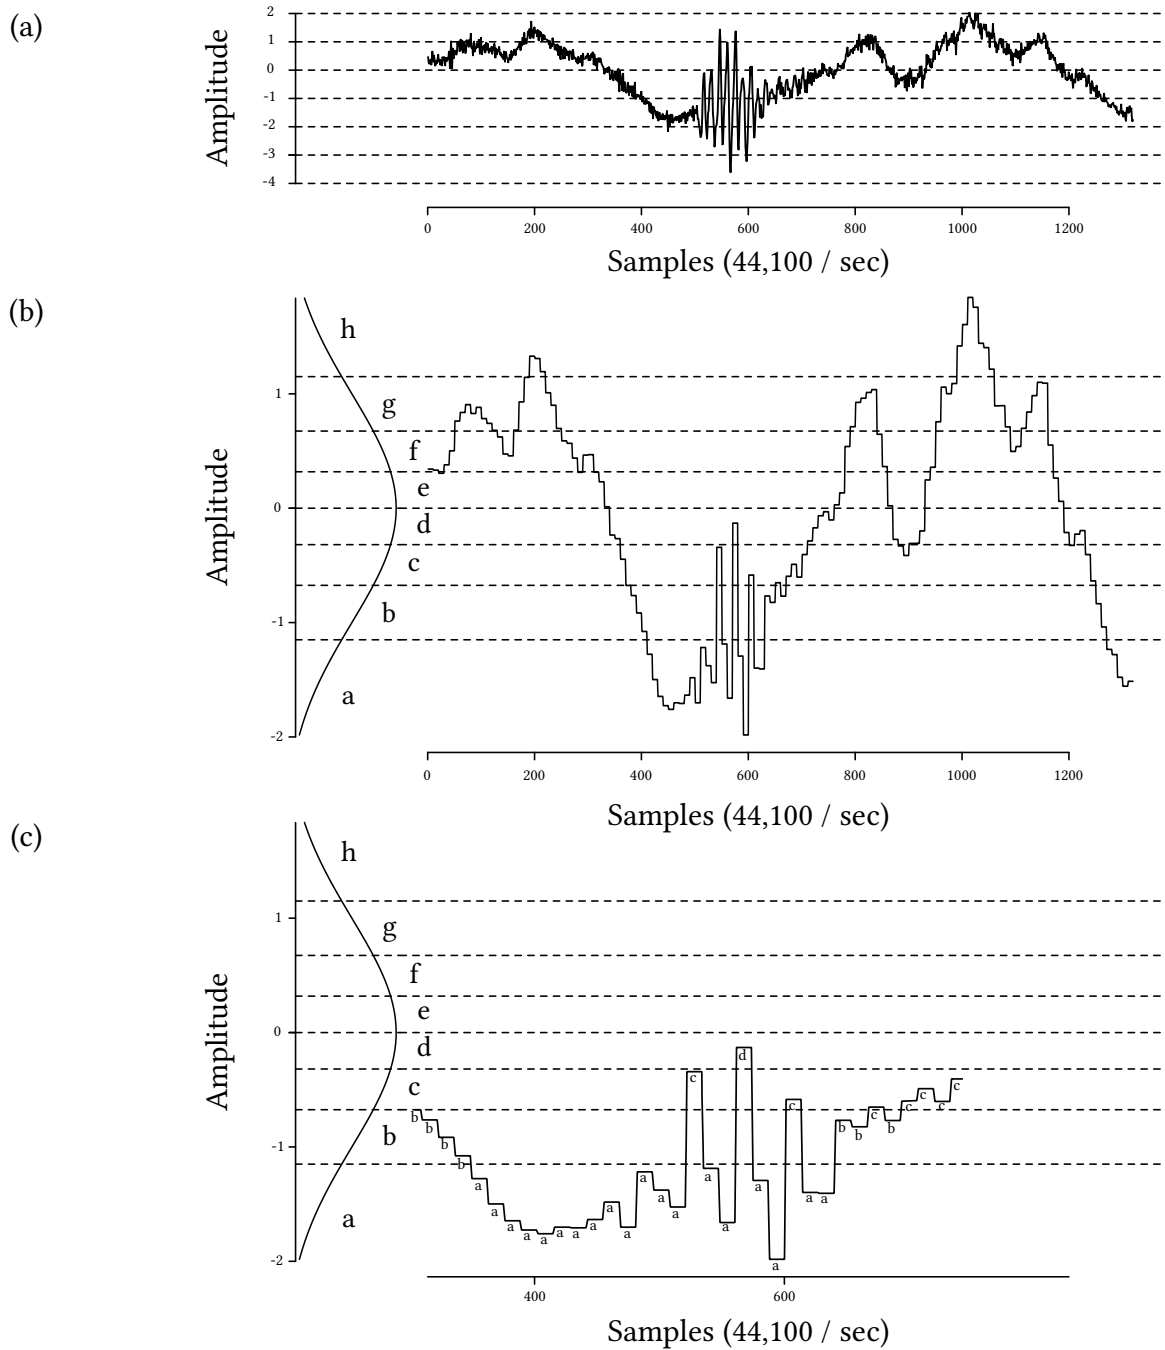 (a)
2
1
0
-1
-2
-3
-4
Amplitude
0 200 400 600 800 1000 1200
Samples (44,100 / sec)
(b)
h
g
f
e
d
c
b
a
1
0
-1
-2
Amplitude
0 200 400 600 800 1000 1200
Samples (44,100 / sec)
(c)
h
g
f
e
d
c
b
a
1
0
-1
-2
Amplitude
b b b b a a a a a a a a a a a a a c a a d a a c a a b b c b c c c c
400 600
Samples (44,100 / sec)